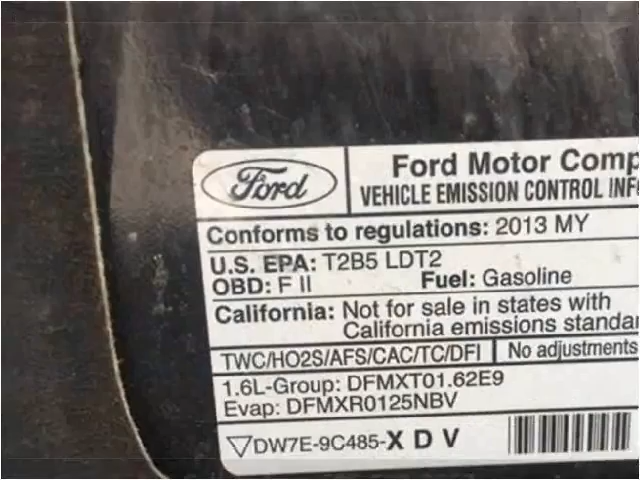 Ford
Ford Motor Comp
VEHICLE EMISSION CONTROL INF
Conforms to regulations: 2013 MY
U.S. EPA: T2B5 LDT2
OBD: F II Fuel: Gasoline
California: Not for sale in states with
California emissions standar
TWC/HO2S/AFS/CAC/TC/DFI No adjustments
1.6L-Group: DFMXT01.62E9
Evap: DFMXR0125NBV
▽DW7E-9C485-X D V